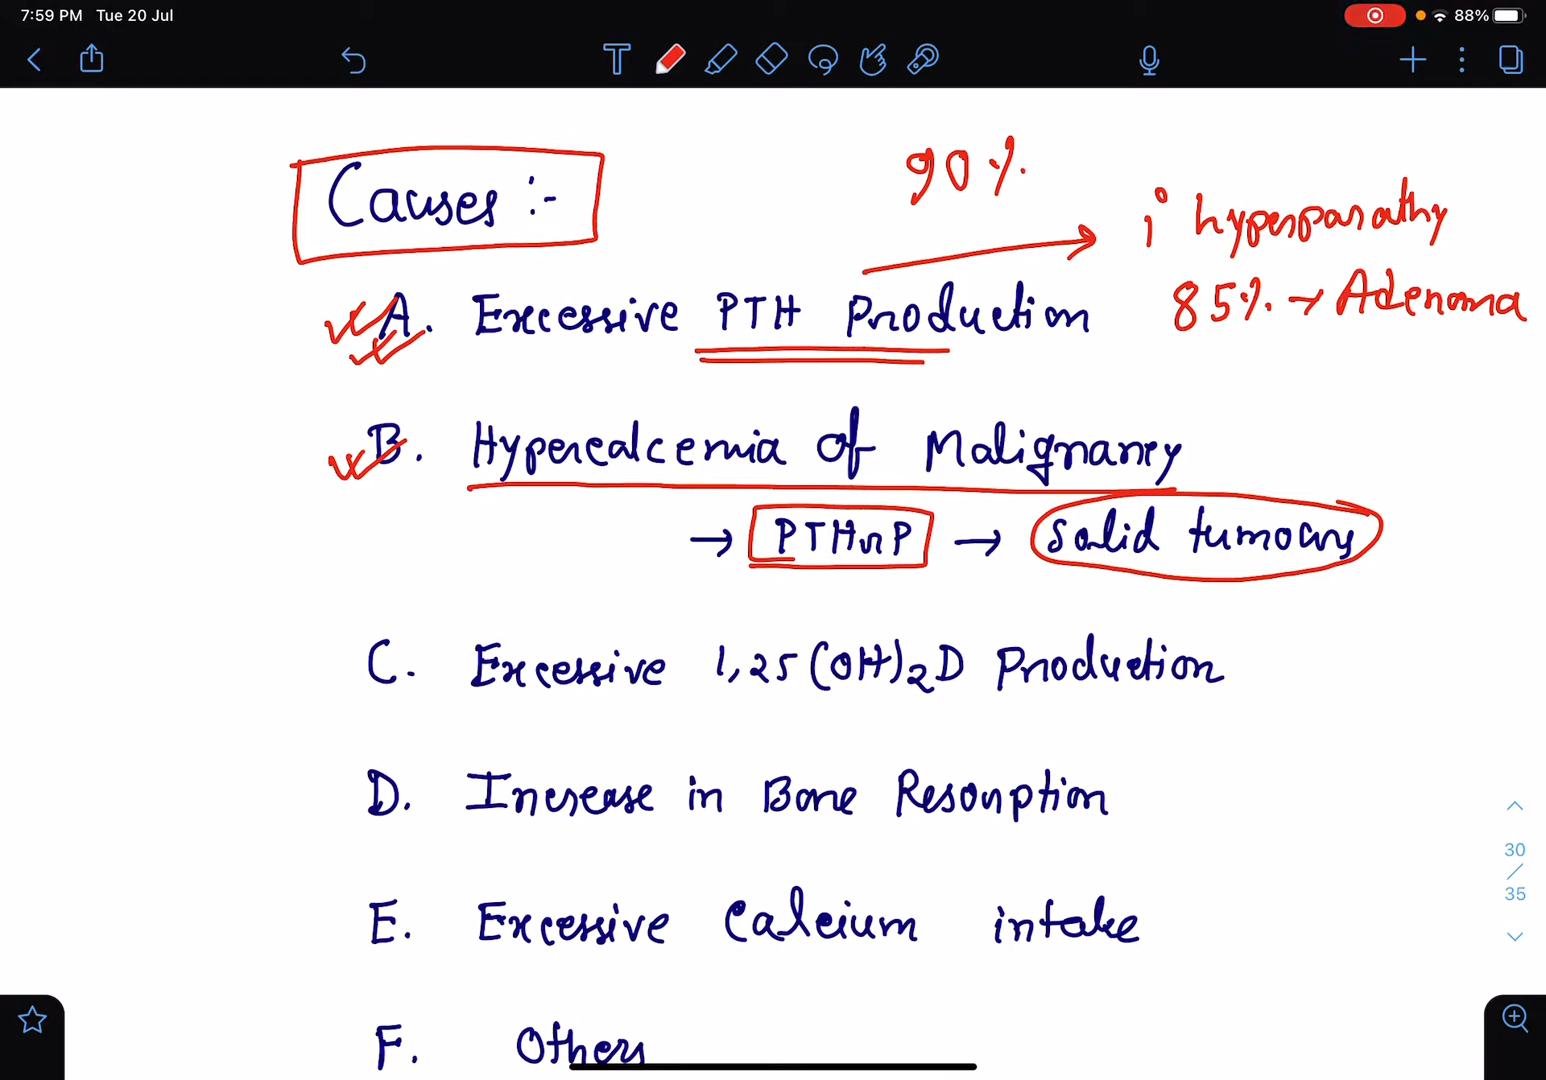 7:59 PM Tue 20 Jul
88%
T
90%
Causes :-
1° hyperparathy
85% → Adenoma
A. Excessive PTH Production
B. Hypercalcemia of Malignancy
→ PTHrP → Solid tumours
C. Excessive 1,25(OH)₂D Production
D. Increase in Bone Resorption
E. Excessive Calcium intake
30
/
35
F. Others